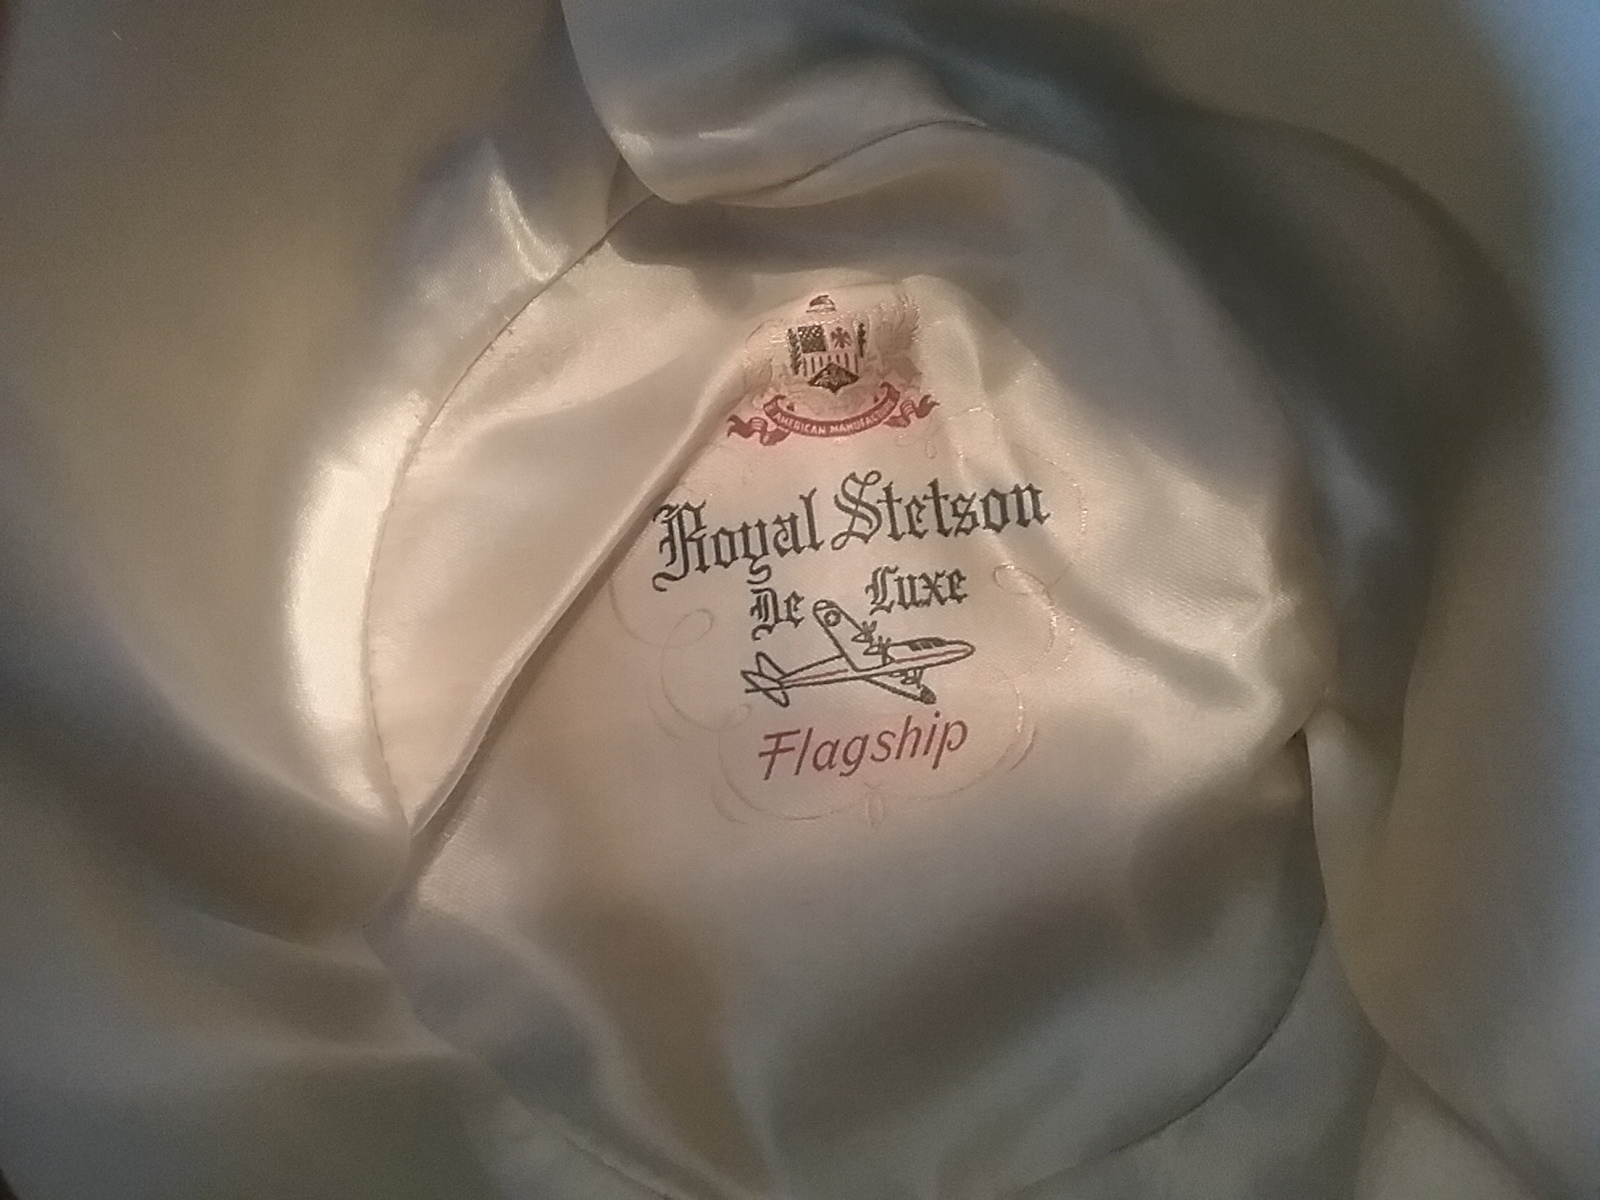 AMERICAN MANUFACTURE
Royal Stetson
De Luxe
Flagship